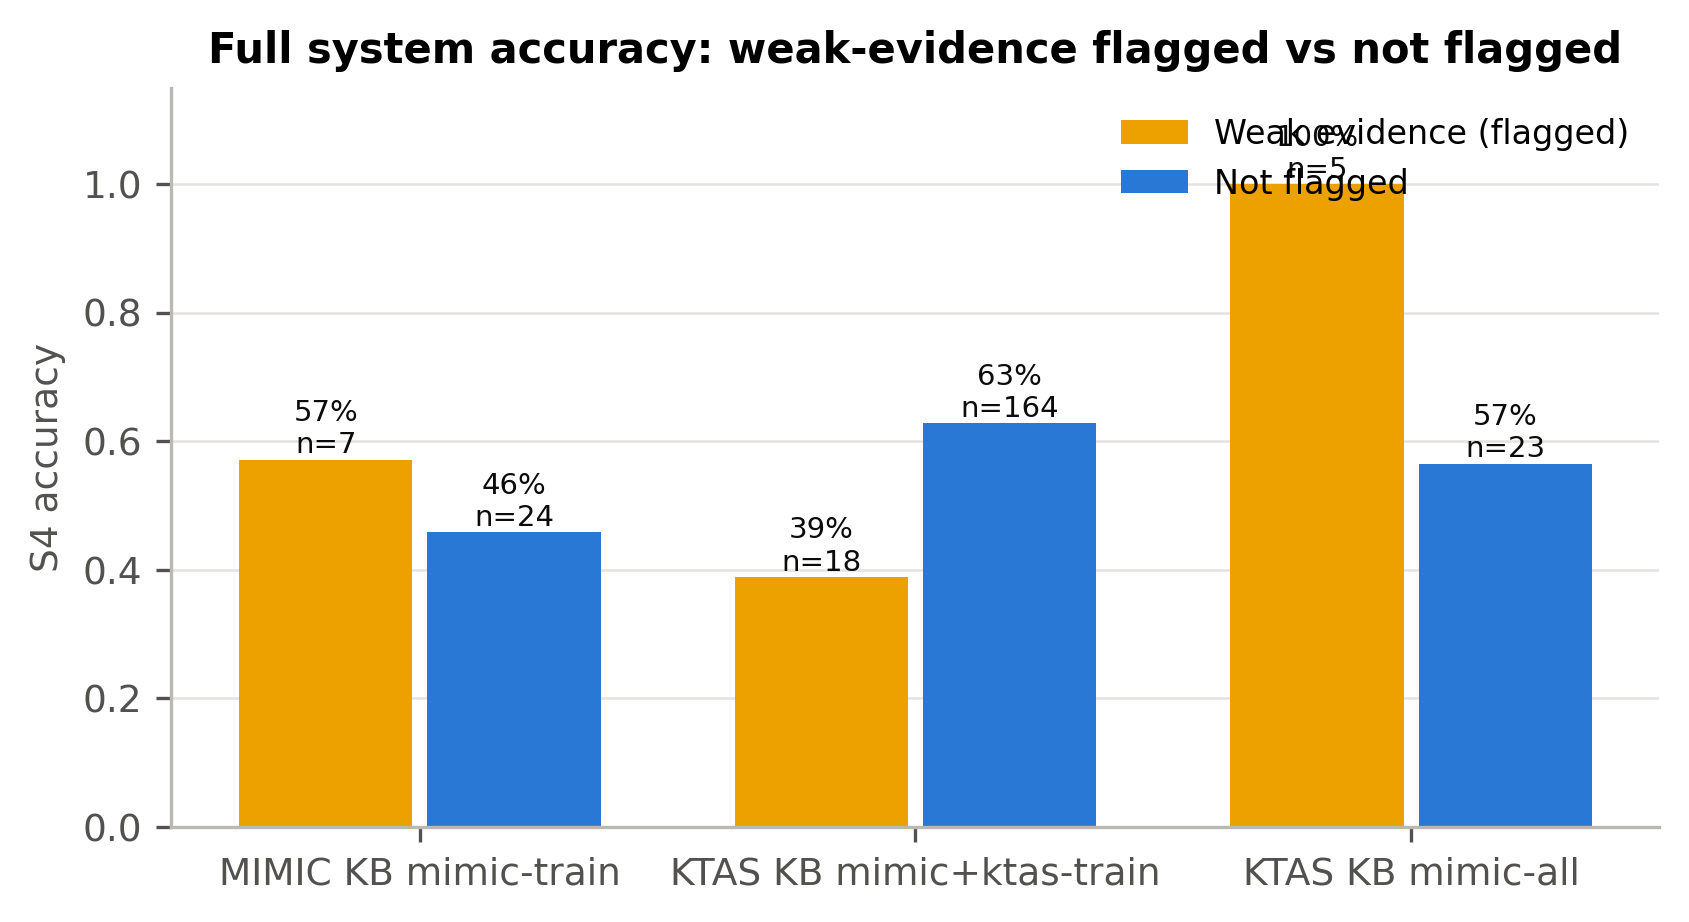 Full system accuracy: weak-evidence flagged vs not flagged
Weak evidence (flagged)
Not flagged
100%
n=5
1.0
0.8
0.6
0.4
0.2
0.0
S4 accuracy
57%
n=7
46%
n=24
39%
n=18
63%
n=164
57%
n=23
MIMIC KB mimic-train
KTAS KB mimic+ktas-train
KTAS KB mimic-all